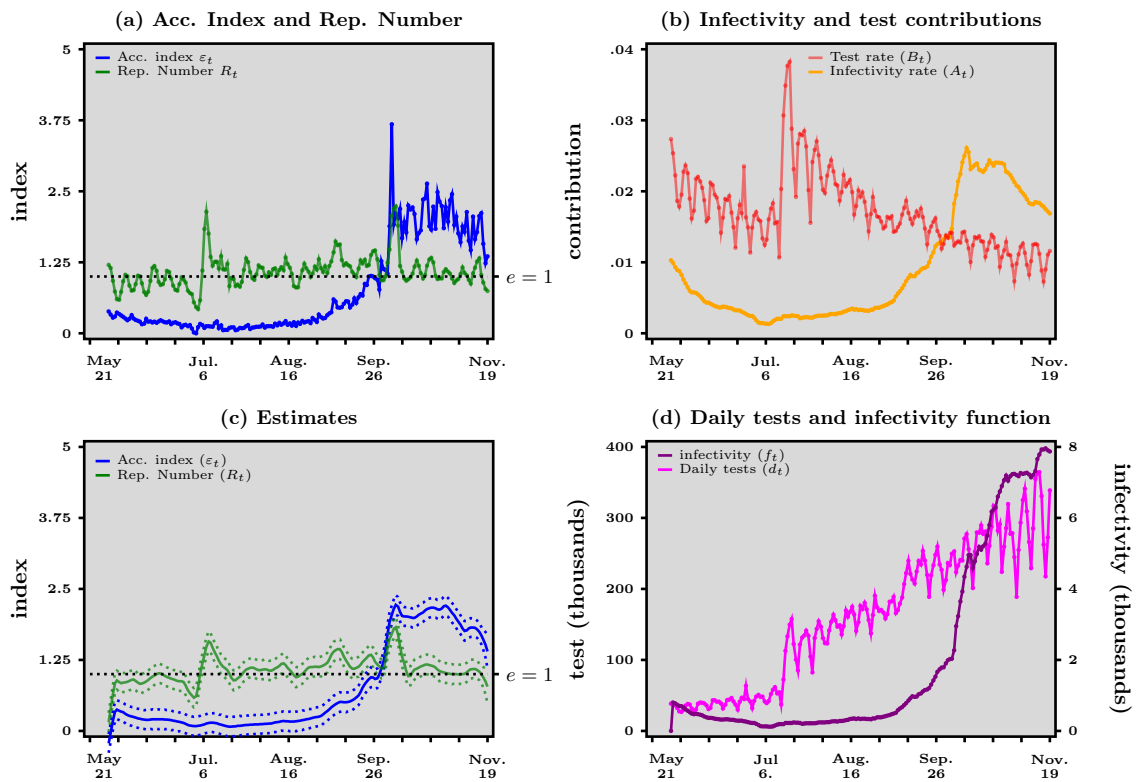 (a) Acc. Index and Rep. Number
Acc. index εt
Rep. Number Rt
index
5
3.75
2.5
1.25
0
e = 1
May 21
Jul. 6
Aug. 16
Sep. 26
Nov. 19
(b) Infectivity and test contributions
Test rate (Bt)
Infectivity rate (At)
contribution
.04
.03
.02
.01
0
May 21
Jul. 6
Aug. 16
Sep. 26
Nov. 19
(c) Estimates
Acc. index (εt)
Rep. Number (Rt)
index
5
3.75
2.5
1.25
0
e = 1
May 21
Jul. 6
Aug. 16
Sep. 26
Nov. 19
(d) Daily tests and infectivity function
infectivity (ft)
Daily tests (dt)
test (thousands)
400
300
200
100
0
infectivity (thousands)
8
6
4
2
0
May 21
Jul 6.
Aug. 16
Sep. 26
Nov. 19